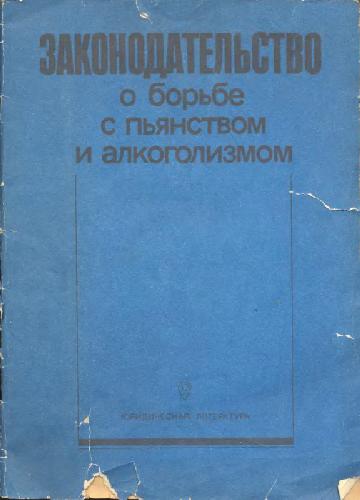 ЗАКОНОДАТЕЛЬСТВО
о борьбе
с пьянством
и алкоголизмом
ЮРИДИЧЕСКАЯ ЛИТЕРАТУРА